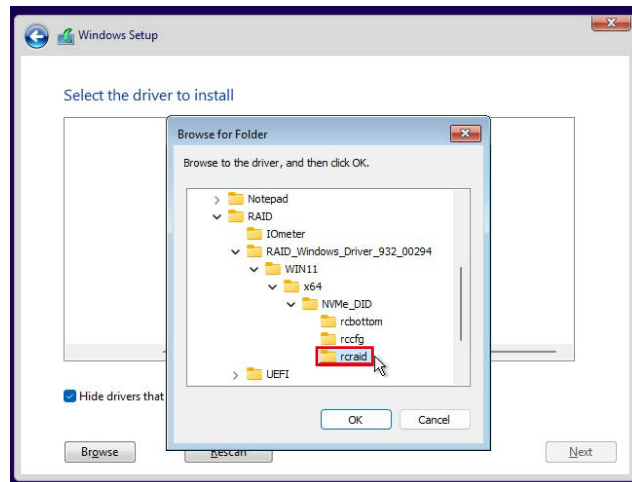 Windows Setup
Select the driver to install
Browse for Folder
Browse to the driver, and then click OK.
Notepad
RAID
IOmeter
RAID_Windows_Driver_932_00294
WIN11
x64
NVMe_DID
rcbottom
rccfg
rcraid
UEFI
Hide drivers that
OK
Cancel
Browse
Rescan
Next